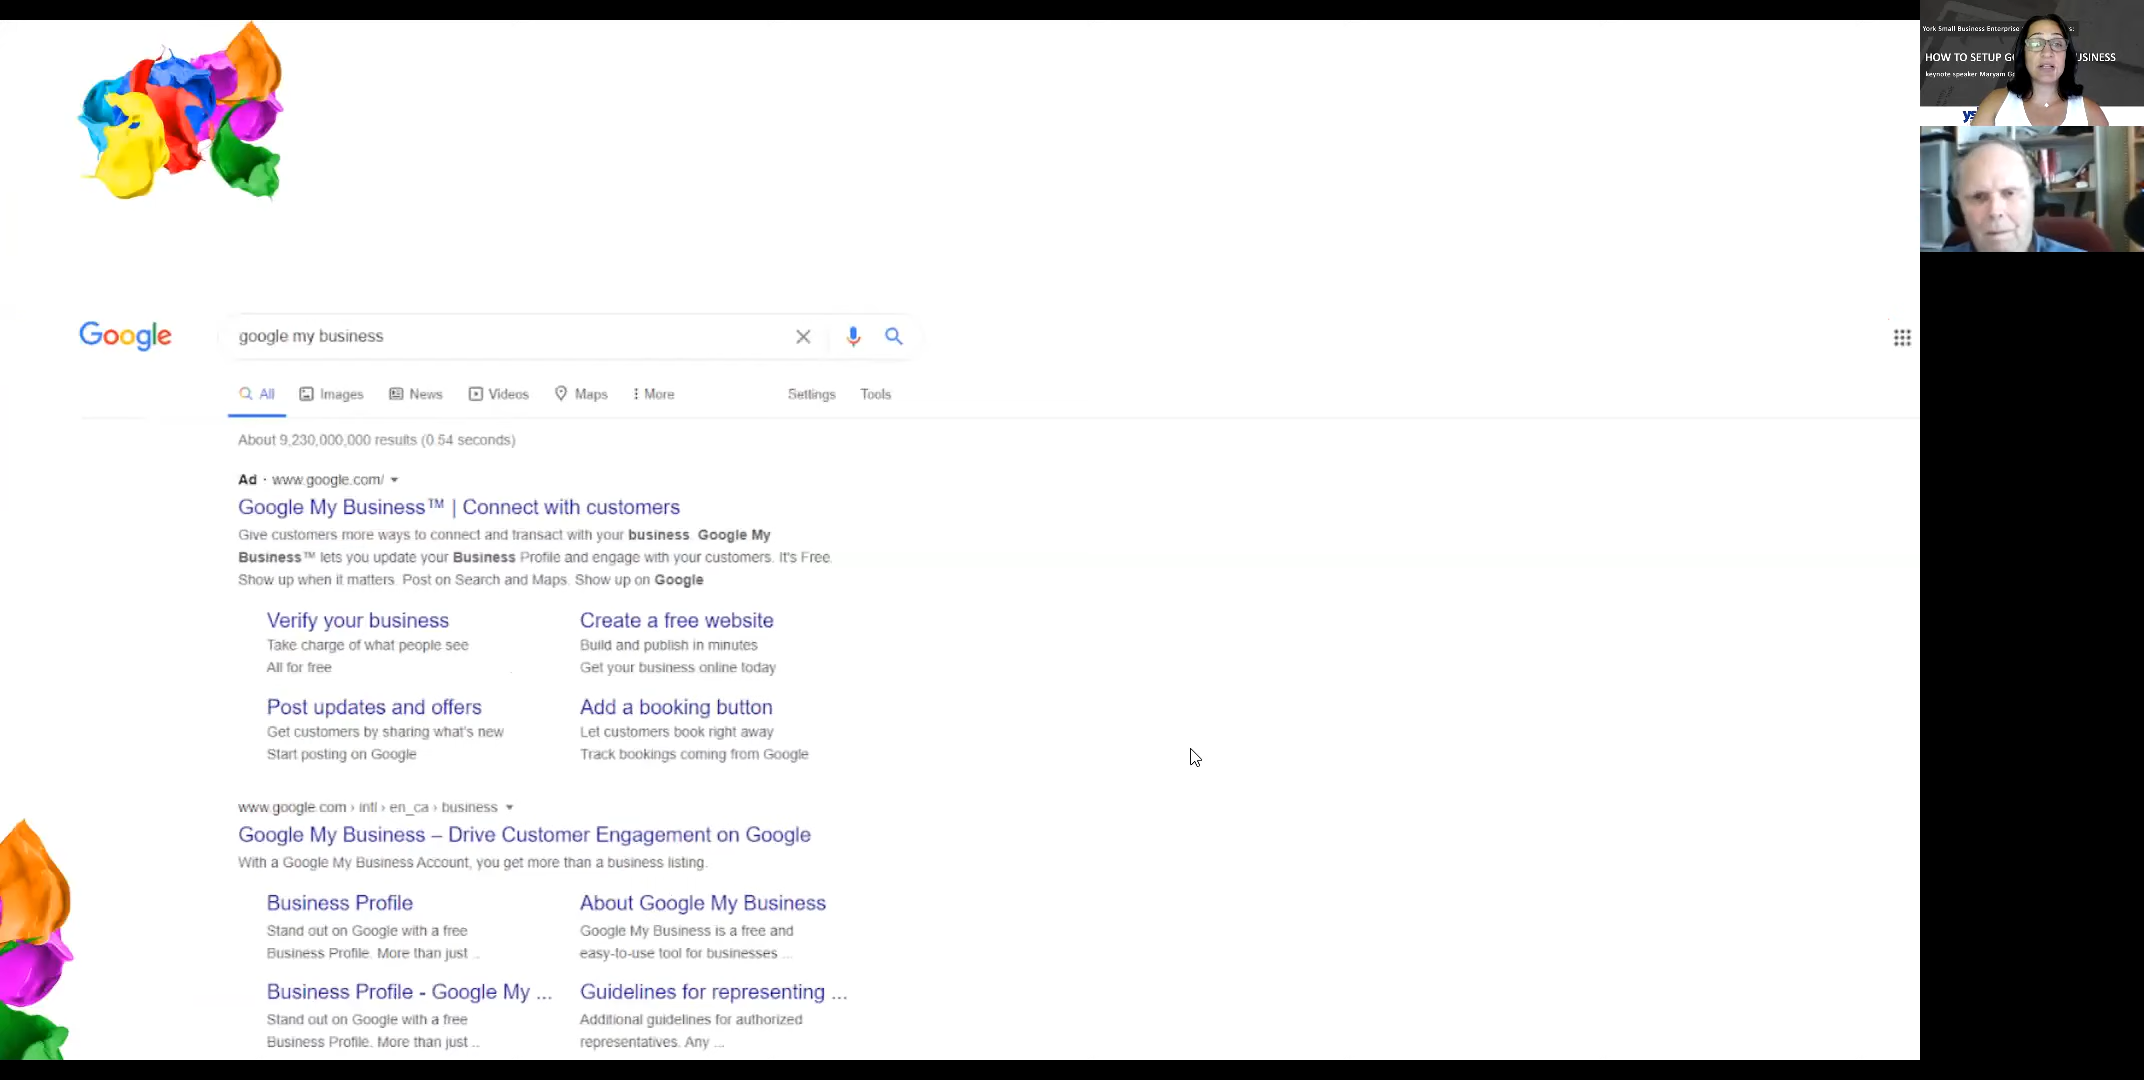 York Small Business Enterprise
HOW TO SETUP
keynote speaker Maryam
Google
google my business
All Images News Videos Maps More Settings Tools
About 9,230,000,000 results (0.54 seconds)
Ad · www.google.com/
Google My Business™ | Connect with customers
Give customers more ways to connect and transact with your business Google My
Business™ lets you update your Business Profile and engage with your customers. It's Free.
Show up when it matters. Post on Search and Maps. Show up on Google
Verify your business
Take charge of what people see
All for free
Create a free website
Build and publish in minutes
Get your business online today
Post updates and offers
Get customers by sharing what's new
Start posting on Google
Add a booking button
Let customers book right away
Track bookings coming from Google
www.google.com › intl › en_ca › business
Google My Business – Drive Customer Engagement on Google
With a Google My Business Account, you get more than a business listing.
Business Profile
Stand out on Google with a free
Business Profile. More than just ...
About Google My Business
Google My Business is a free and
easy-to-use tool for businesses ...
Business Profile - Google My ...
Stand out on Google with a free
Business Profile. More than just ...
Guidelines for representing ...
Additional guidelines for authorized
representatives. Any ...